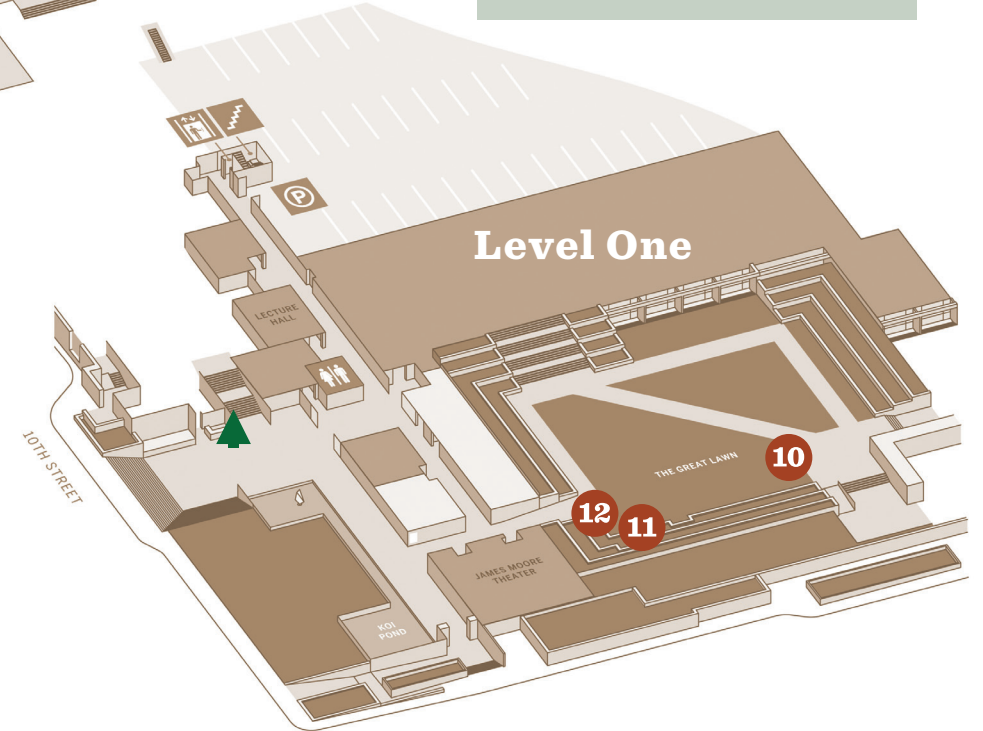 P
Level One
LECTURE
HALL
10TH STREET
THE GREAT LAWN
10
12
11
JAMES MOORE
THEATER
KOI
POND